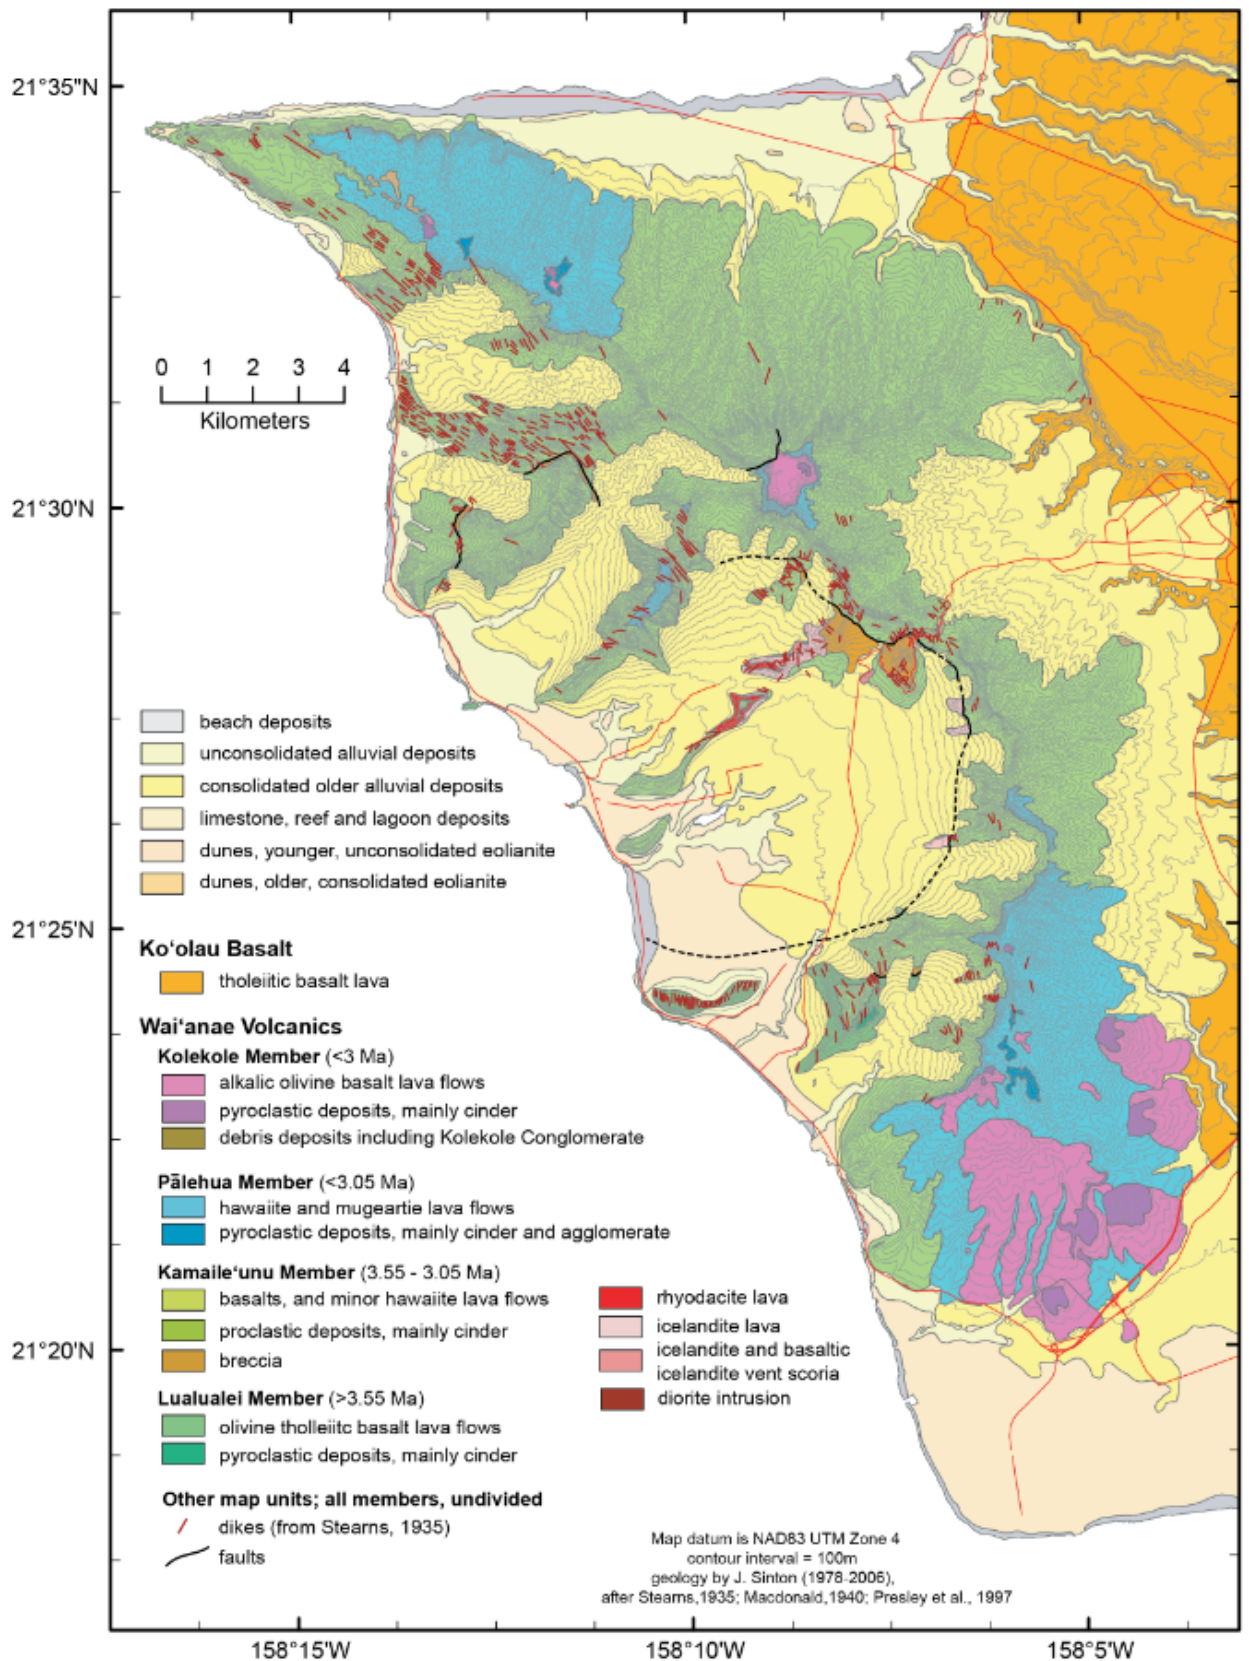 21°35"N
0 1 2 3 4
Kilometers
21°30'N
beach deposits
unconsolidated alluvial deposits
consolidated older alluvial deposits
limestone, reef and lagoon deposits
dunes, younger, unconsolidated eolianite
dunes, older, consolidated eolianite
21°25'N
Koʻolau Basalt
tholeiitic basalt lava
Waiʻanae Volcanics
Kolekole Member (<3 Ma)
alkalic olivine basalt lava flows
pyroclastic deposits, mainly cinder
debris deposits including Kolekole Conglomerate
Pālehua Member (<3.05 Ma)
hawaiite and mugeartie lava flows
pyroclastic deposits, mainly cinder and agglomerate
Kamaileʻunu Member (3.55 - 3.05 Ma)
basalts, and minor hawaiite lava flows
proclastic deposits, mainly cinder
breccia
21°20'N
rhyodacite lava
icelandite lava
icelandite and basaltic
icelandite vent scoria
diorite intrusion
Lualualei Member (>3.55 Ma)
olivine tholleiitc basalt lava flows
pyroclastic deposits, mainly cinder
Other map units; all members, undivided
dikes (from Stearns, 1935)
faults
Map datum is NAD83 UTM Zone 4
contour interval = 100m
geology by J. Sinton (1978-2006),
after Stearns,1935; Macdonald,1940; Presley et al., 1997
158°15'W 158°10'W 158°5'W